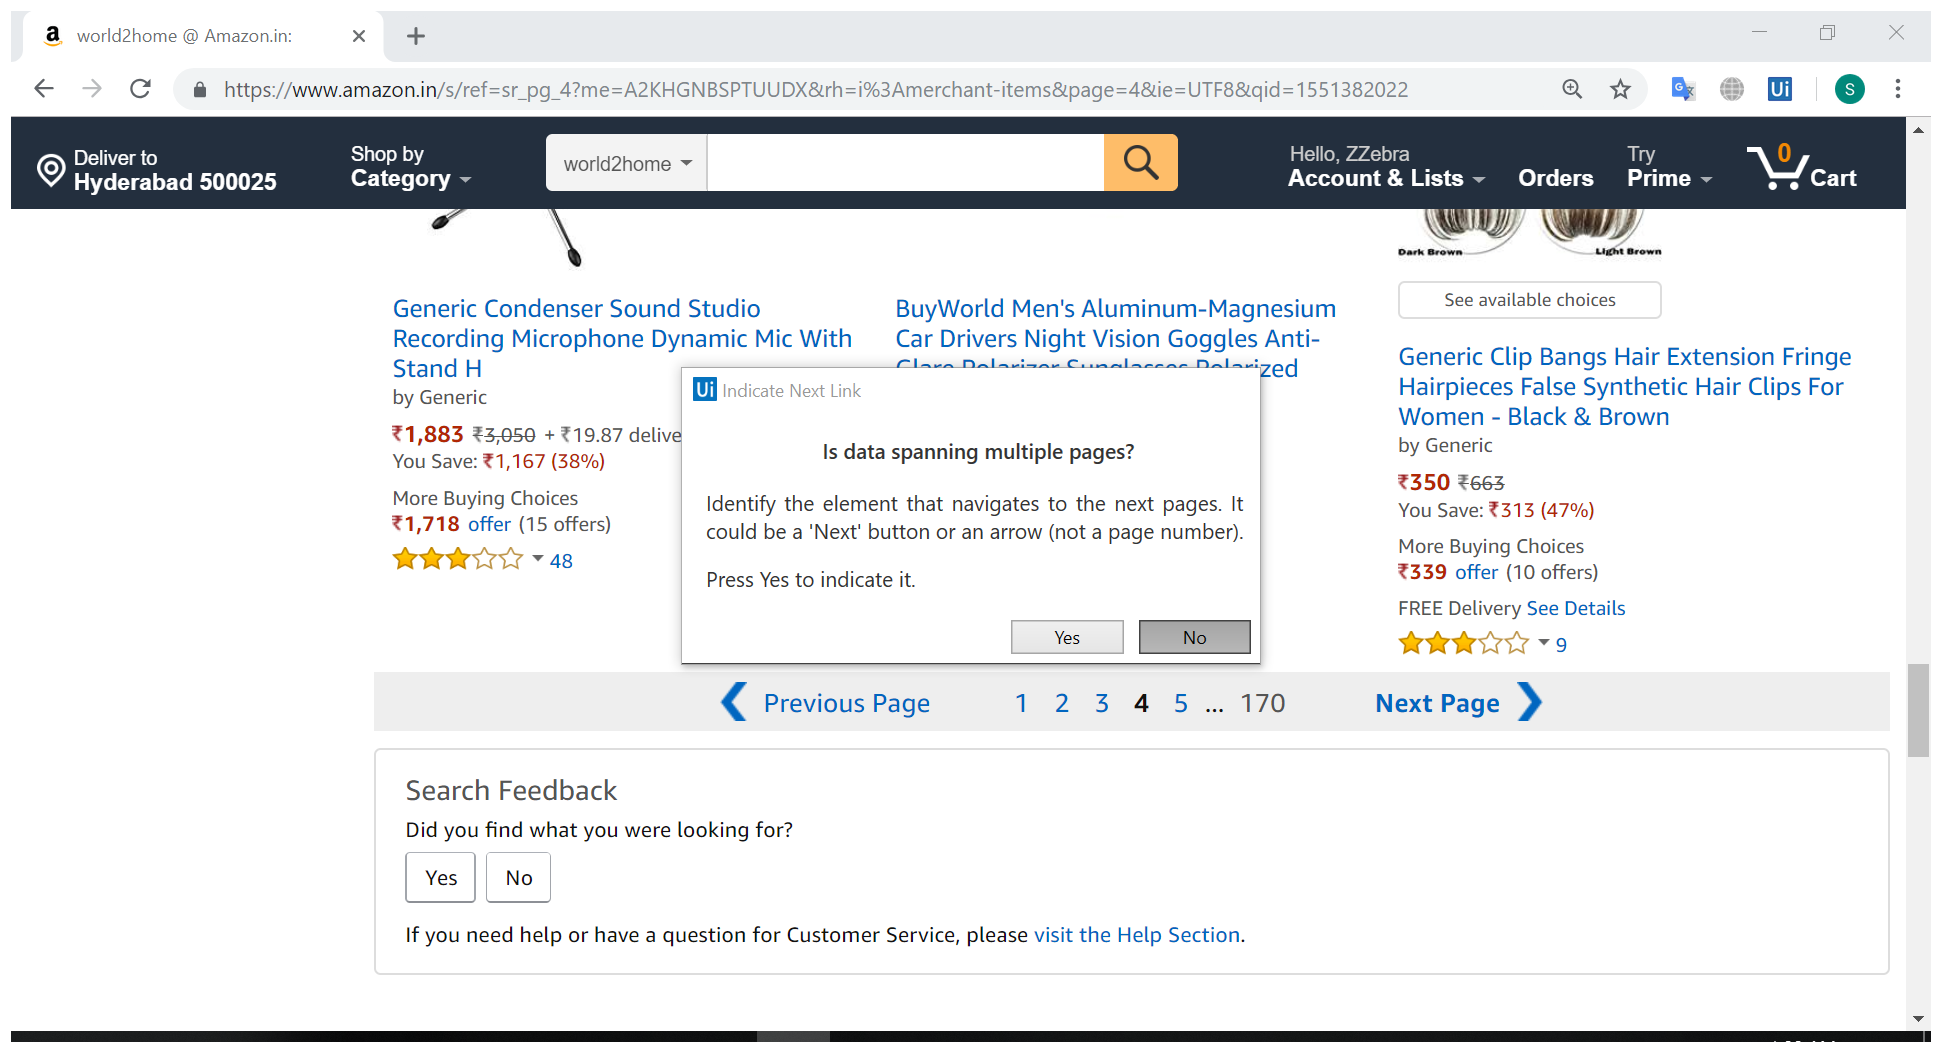 world2home @ Amazon.in:
https://www.amazon.in/s/ref=sr_pg_4?me=A2KHGNBSPTUUDX&rh=i%3Amerchant-items&page=4&ie=UTF8&qid=1551382022
Ui
S
Deliver to
Hyderabad 500025
Shop by
Category
world2home
Hello, ZZebra
Account & Lists
Orders
Try
Prime
0
Cart
Dark Brown
Light Brown
See available choices
Generic Condenser Sound Studio
Recording Microphone Dynamic Mic With
Stand H
by Generic
₹1,883 ₹3,050 + ₹19.87 delive
You Save: ₹1,167 (38%)
More Buying Choices
₹1,718 offer (15 offers)
48
BuyWorld Men's Aluminum-Magnesium
Car Drivers Night Vision Goggles Anti-
Glare Polarizer Sunglasses Polarized
Generic Clip Bangs Hair Extension Fringe
Hairpieces False Synthetic Hair Clips For
Women - Black & Brown
by Generic
₹350 ₹663
You Save: ₹313 (47%)
More Buying Choices
₹339 offer (10 offers)
FREE Delivery See Details
9
Ui Indicate Next Link
Is data spanning multiple pages?
Identify the element that navigates to the next pages. It
could be a 'Next' button or an arrow (not a page number).
Press Yes to indicate it.
Yes No
Previous Page 1 2 3 4 5 ... 170 Next Page
Search Feedback
Did you find what you were looking for?
Yes No
If you need help or have a question for Customer Service, please visit the Help Section.